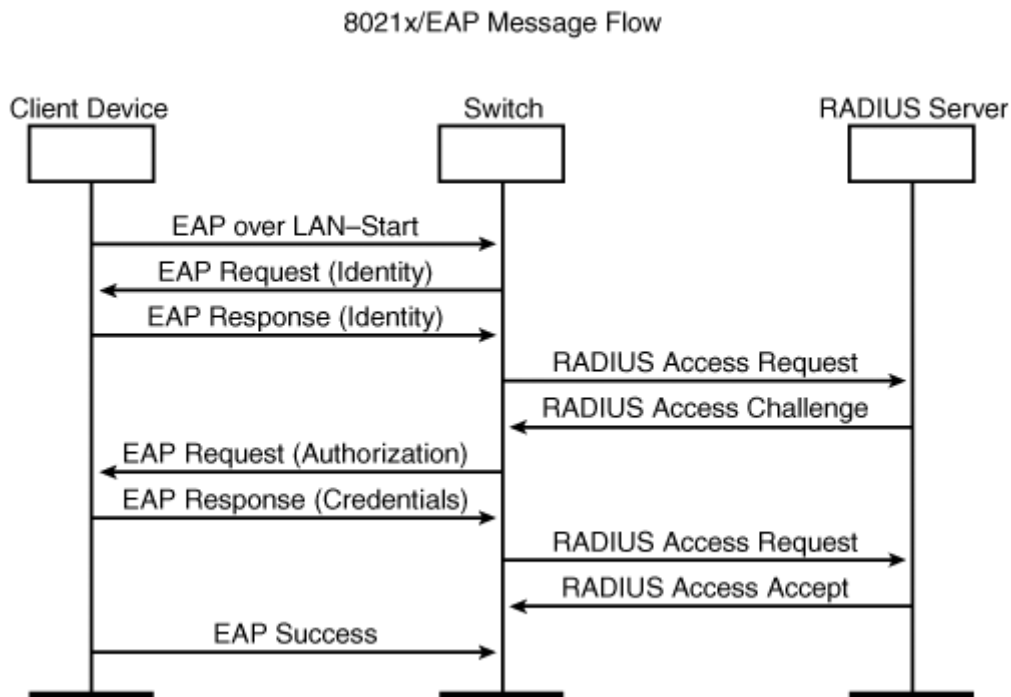 8021x/EAP Message Flow
Client Device
Switch
RADIUS Server
EAP over LAN–Start
EAP Request (Identity)
EAP Response (Identity)
RADIUS Access Request
RADIUS Access Challenge
EAP Request (Authorization)
EAP Response (Credentials)
RADIUS Access Request
RADIUS Access Accept
EAP Success